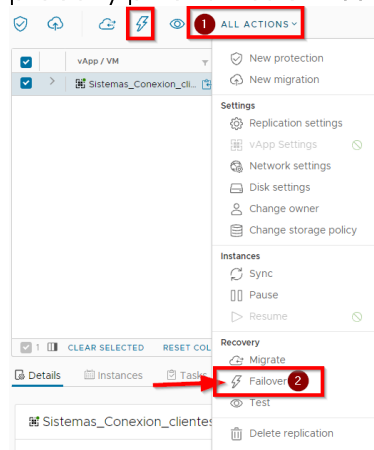 1 ALL ACTIONS
vApp / VM
Sistemas_Conexion_cli...
New protection
New migration
Settings
Replication settings
vApp Settings
Network settings
Disk settings
Change owner
Change storage policy
Instances
Sync
Pause
Resume
1 CLEAR SELECTED RESET COL
Recovery
Migrate
Details Instances Tasks
Failover 2
Test
Sistemas_Conexion_clientes
Delete replication